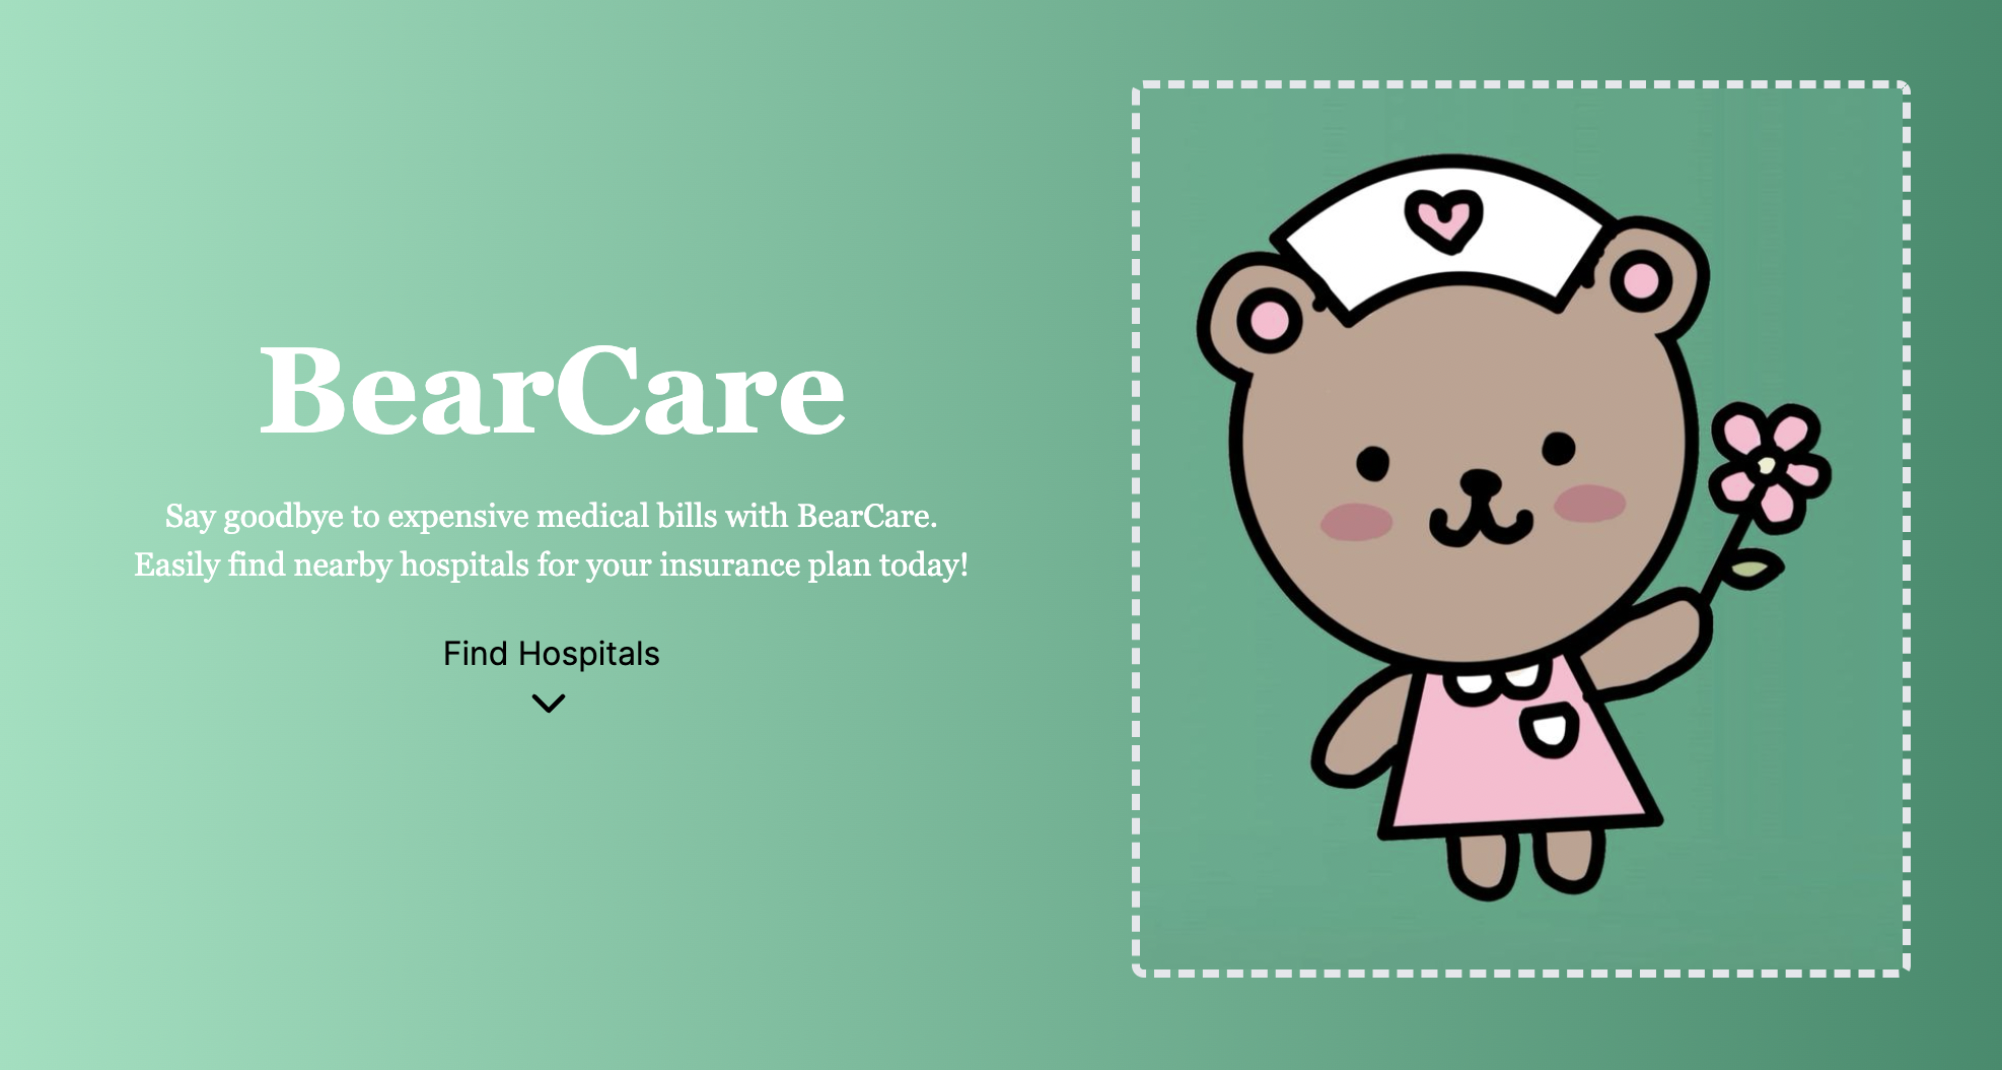 BearCare
Say goodbye to expensive medical bills with BearCare.
Easily find nearby hospitals for your insurance plan today!
Find Hospitals